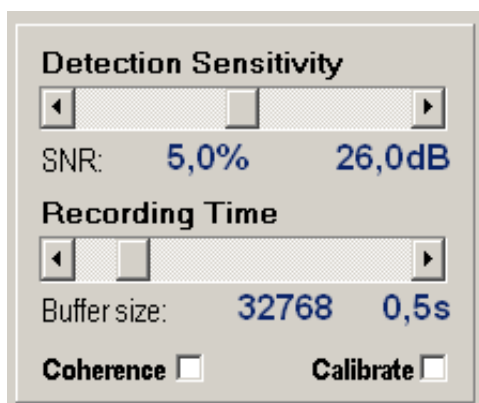 Detection Sensitivity
SNR: 5,0% 26,0dB
Recording Time
Buffer size: 32768 0,5s
Coherence Calibrate